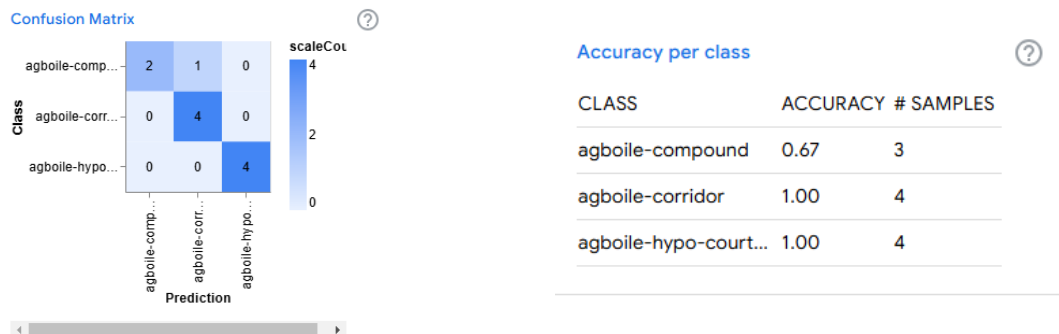 Confusion Matrix
?
scaleCou
agboile-comp...
2 1 0
4
Class
agboile-corr...
0 4 0
2
agboile-hypo...
0 0 4
0
agboile-comp...
agboile-corr...
agboile-hypo...
Prediction
Accuracy per class
?
CLASS ACCURACY # SAMPLES
agboile-compound 0.67 3
agboile-corridor 1.00 4
agboile-hypo-court... 1.00 4